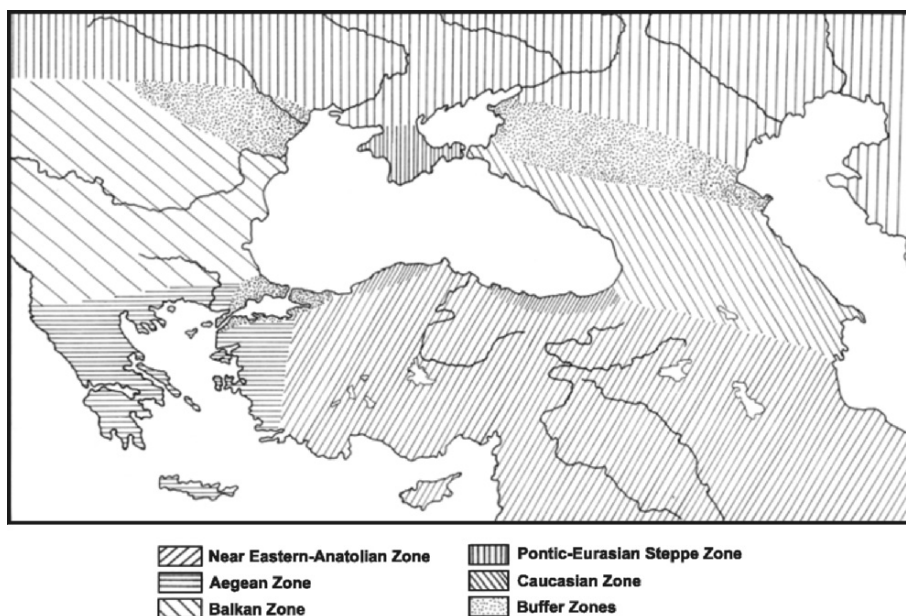 Near Eastern-Anatolian Zone
Aegean Zone
Balkan Zone
Pontic-Eurasian Steppe Zone
Caucasian Zone
Buffer Zones